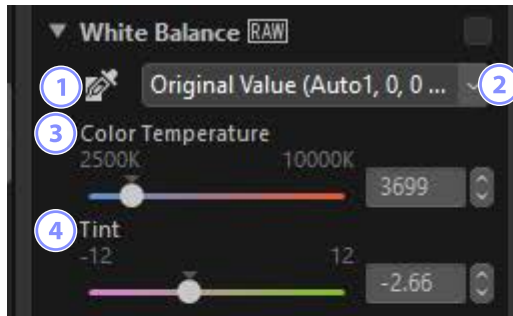 ▼ White Balance RAW
1 Original Value (Auto1, 0, 0 ... 2
3 Color Temperature
2500K 10000K
3699
4 Tint
-12 12
-2.66